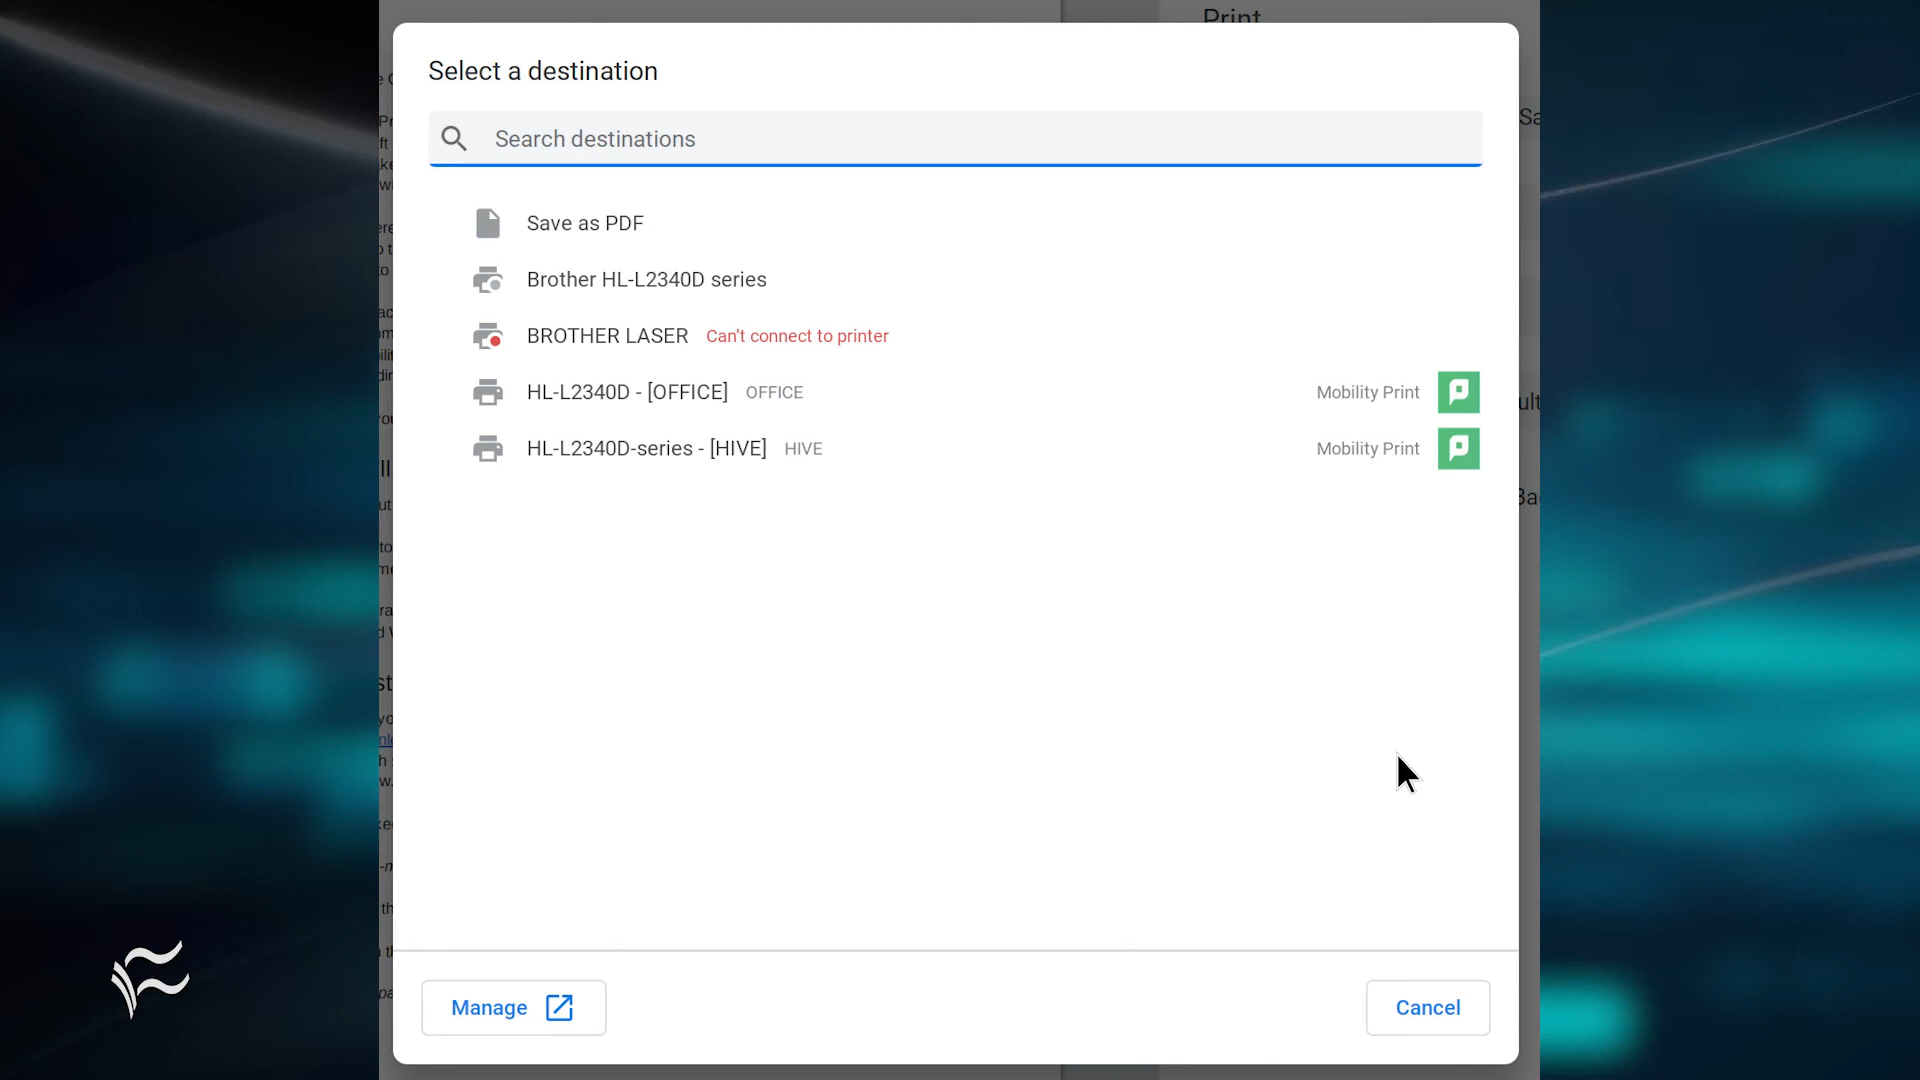 Print
Select a destination
Search destinations
Save as PDF
Brother HL-L2340D series
BROTHER LASER Can't connect to printer
HL-L2340D - [OFFICE] OFFICE Mobility Print
HL-L2340D-series - [HIVE] HIVE Mobility Print
Manage
Cancel